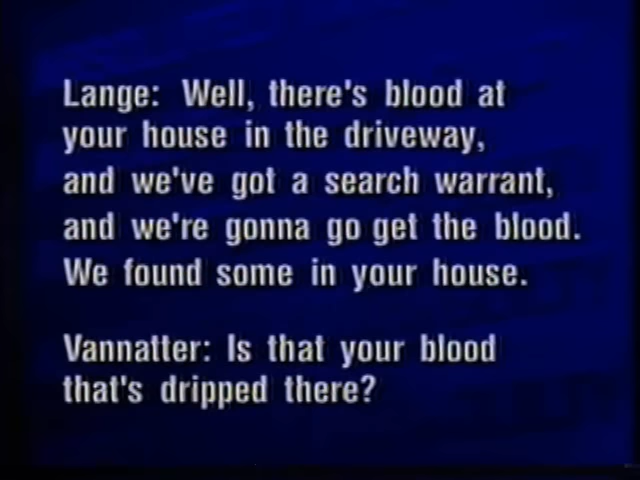 Lange: Well, there's blood at
your house in the driveway,
and we've got a search warrant,
and we're gonna go get the blood.
We found some in your house.
Vannatter: Is that your blood
that's dripped there?